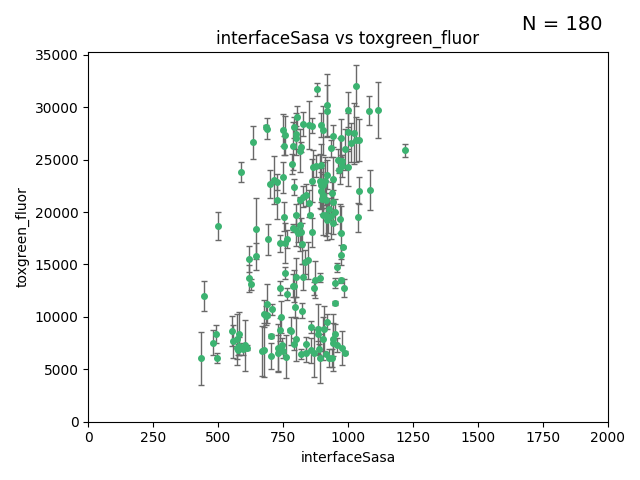 N = 180
interfaceSasa vs toxgreen_fluor
35000
30000
25000
20000
15000
10000
5000
0
toxgreen_fluor
0 250 500 750 1000 1250 1500 1750 2000
interfaceSasa